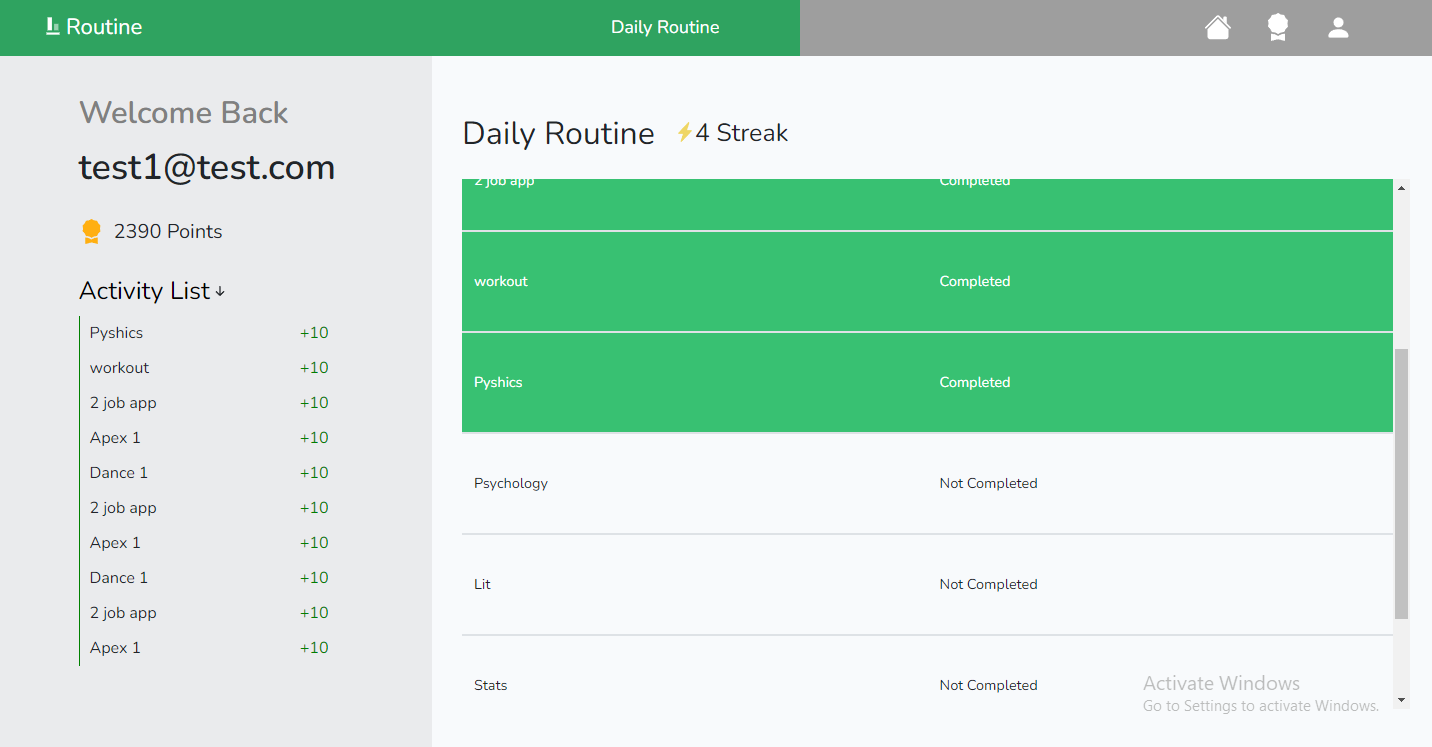 Routine
Daily Routine
Welcome Back
test1@test.com
2390 Points
Activity List ↓
Pyshics +10
workout +10
2 job app +10
Apex 1 +10
Dance 1 +10
2 job app +10
Apex 1 +10
Dance 1 +10
2 job app +10
Apex 1 +10
Daily Routine ⚡4 Streak
2 job app Completed
workout Completed
Pyshics Completed
Psychology Not Completed
Lit Not Completed
Stats Not Completed
Activate Windows
Go to Settings to activate Windows.